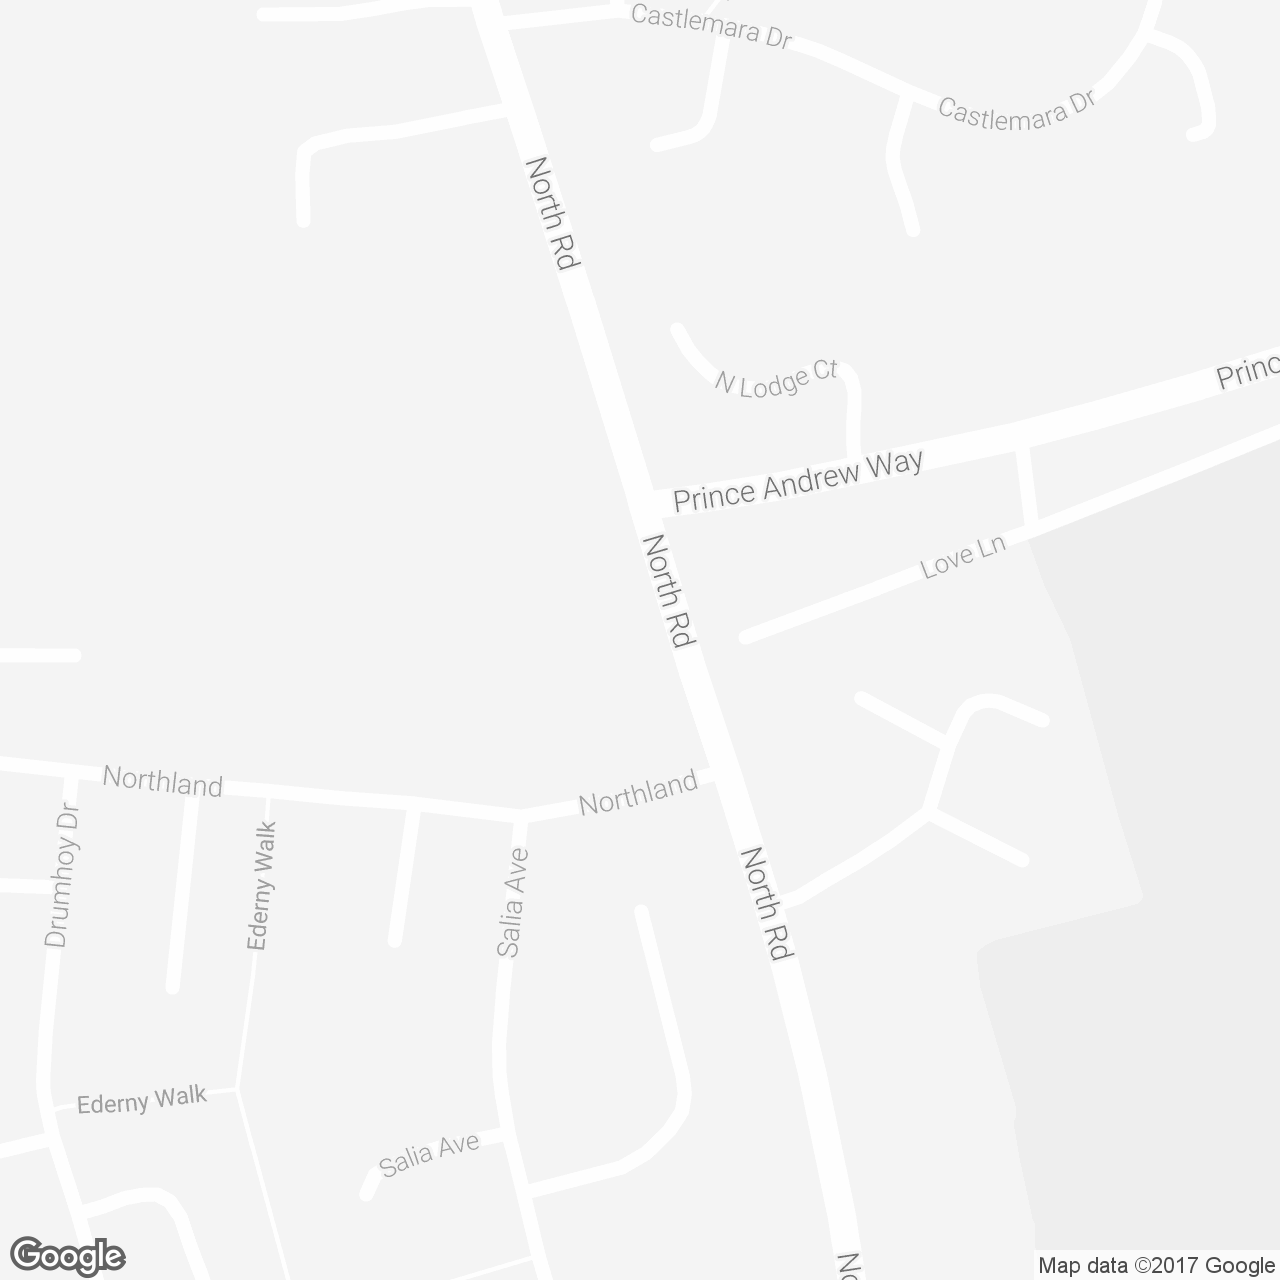 Castlemara Dr
Castlemara Dr
North Rd
Princ
N Lodge Ct
Prince Andrew Way
North Rd
Love Ln
Northland
Northland
Drumhoy Dr
Ederny Walk
Salia Ave
North Rd
Ederny Walk
Salia Ave
No
Google
Map data ©2017 Google